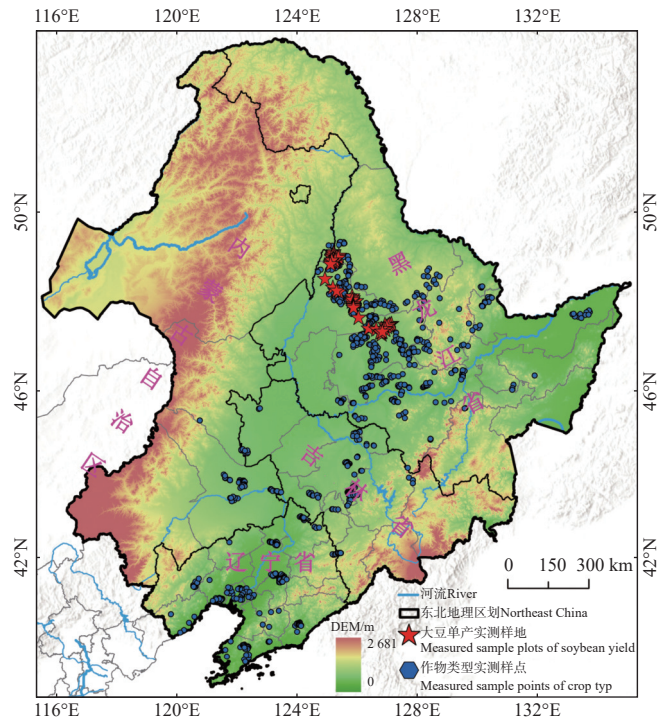 116°E 120°E 124°E 128°E 132°E
50°N
50°N
内
蒙
古
自
治
区
黑
龙
江
省
46°N
46°N
吉
林
省
42°N
42°N
辽宁省
0 150 300 km
河流River
东北地理区划Northeast China
大豆单产实测样地
Measured sample plots of soybean yield
作物类型实测样点
Measured sample points of crop typ
DEM/m
2 681
0
116°E 120°E 124°E 128°E 132°E